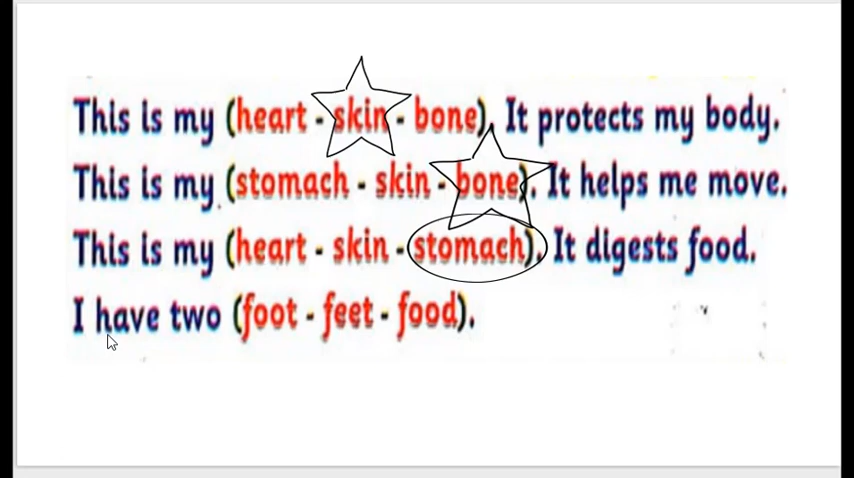 This is my (heart - skin - bone). It protects my body.
This is my (stomach - skin - bone). It helps me move.
This is my (heart - skin - stomach). It digests food.
I have two (foot - feet - food).